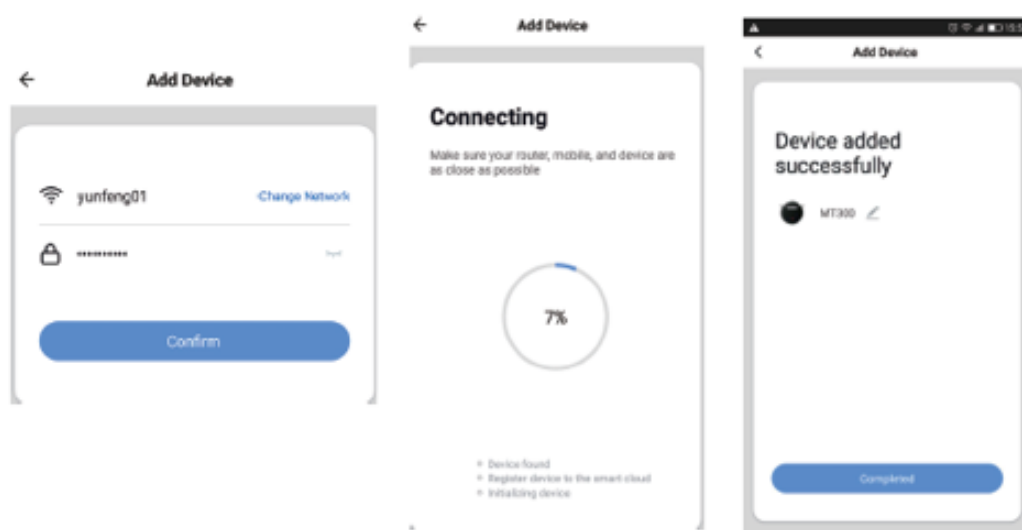 Add Device
yunfeng01
Change Network
Confirm
Add Device
Connecting
Make sure your router, mobile, and device are
as close as possible
7%
Device found
Register device to the smart cloud
Initializing device
Add Device
Device added
successfully
MT300
Completed